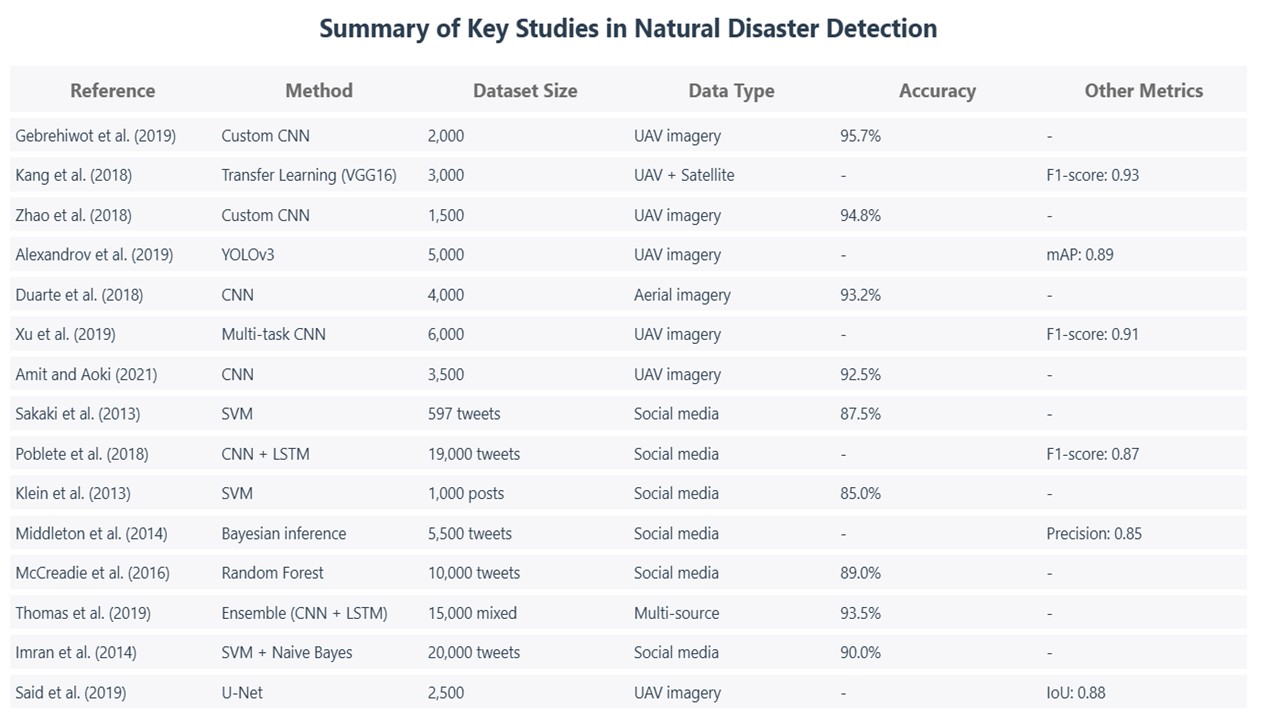 Summary of Key Studies in Natural Disaster Detection
Reference Method Dataset Size Data Type Accuracy Other Metrics
Gebrehiwot et al. (2019) Custom CNN 2,000 UAV imagery 95.7% -
Kang et al. (2018) Transfer Learning (VGG16) 3,000 UAV + Satellite - F1-score: 0.93
Zhao et al. (2018) Custom CNN 1,500 UAV imagery 94.8% -
Alexandrov et al. (2019) YOLOv3 5,000 UAV imagery - mAP: 0.89
Duarte et al. (2018) CNN 4,000 Aerial imagery 93.2% -
Xu et al. (2019) Multi-task CNN 6,000 UAV imagery - F1-score: 0.91
Amit and Aoki (2021) CNN 3,500 UAV imagery 92.5% -
Sakaki et al. (2013) SVM 597 tweets Social media 87.5% -
Poblete et al. (2018) CNN + LSTM 19,000 tweets Social media - F1-score: 0.87
Klein et al. (2013) SVM 1,000 posts Social media 85.0% -
Middleton et al. (2014) Bayesian inference 5,500 tweets Social media - Precision: 0.85
McCreadie et al. (2016) Random Forest 10,000 tweets Social media 89.0% -
Thomas et al. (2019) Ensemble (CNN + LSTM) 15,000 mixed Multi-source 93.5% -
Imran et al. (2014) SVM + Naive Bayes 20,000 tweets Social media 90.0% -
Said et al. (2019) U-Net 2,500 UAV imagery - IoU: 0.88